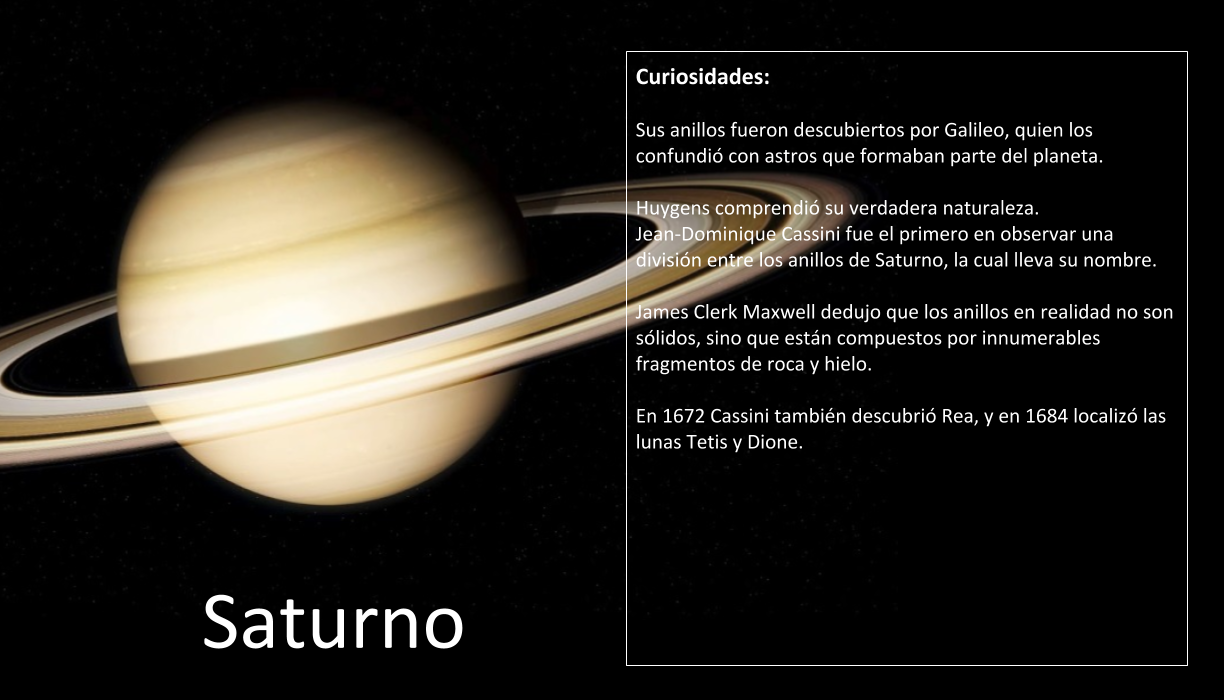 Curiosidades:
Sus anillos fueron descubiertos por Galileo, quien los
confundió con astros que formaban parte del planeta.
Huygens comprendió su verdadera naturaleza.
Jean-Dominique Cassini fue el primero en observar una
división entre los anillos de Saturno, la cual lleva su nombre.
James Clerk Maxwell dedujo que los anillos en realidad no son
sólidos, sino que están compuestos por innumerables
fragmentos de roca y hielo.
En 1672 Cassini también descubrió Rea, y en 1684 localizó las
lunas Tetis y Dione.
Saturno